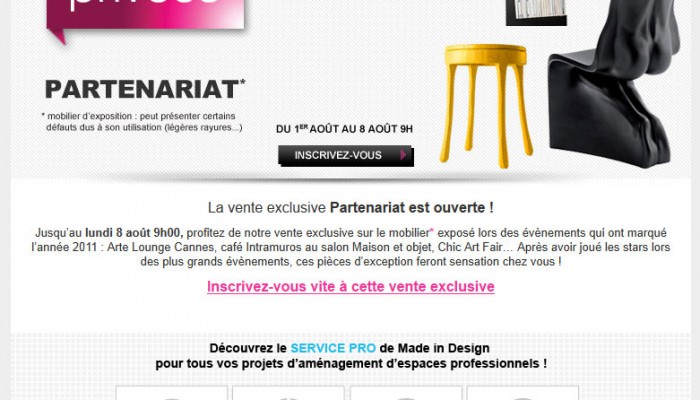 PARTENARIAT*
* mobilier d'exposition : peut présenter certains
défauts dus à son utilisation (légères rayures...)
DU 1ER AOÛT AU 8 AOÛT 9H
INSCRIVEZ-VOUS
La vente exclusive Partenariat est ouverte !
Jusqu'au lundi 8 août 9h00, profitez de notre vente exclusive sur le mobilier* exposé lors des évènements qui ont marqué
l'année 2011 : Arte Lounge Cannes, café Intramuros au salon Maison et objet, Chic Art Fair... Après avoir joué les stars lors
des plus grands évènements, ces pièces d'exception feront sensation chez vous !
Inscrivez-vous vite à cette vente exclusive
Découvrez le SERVICE PRO de Made in Design
pour tous vos projets d'aménagement d'espaces professionnels !